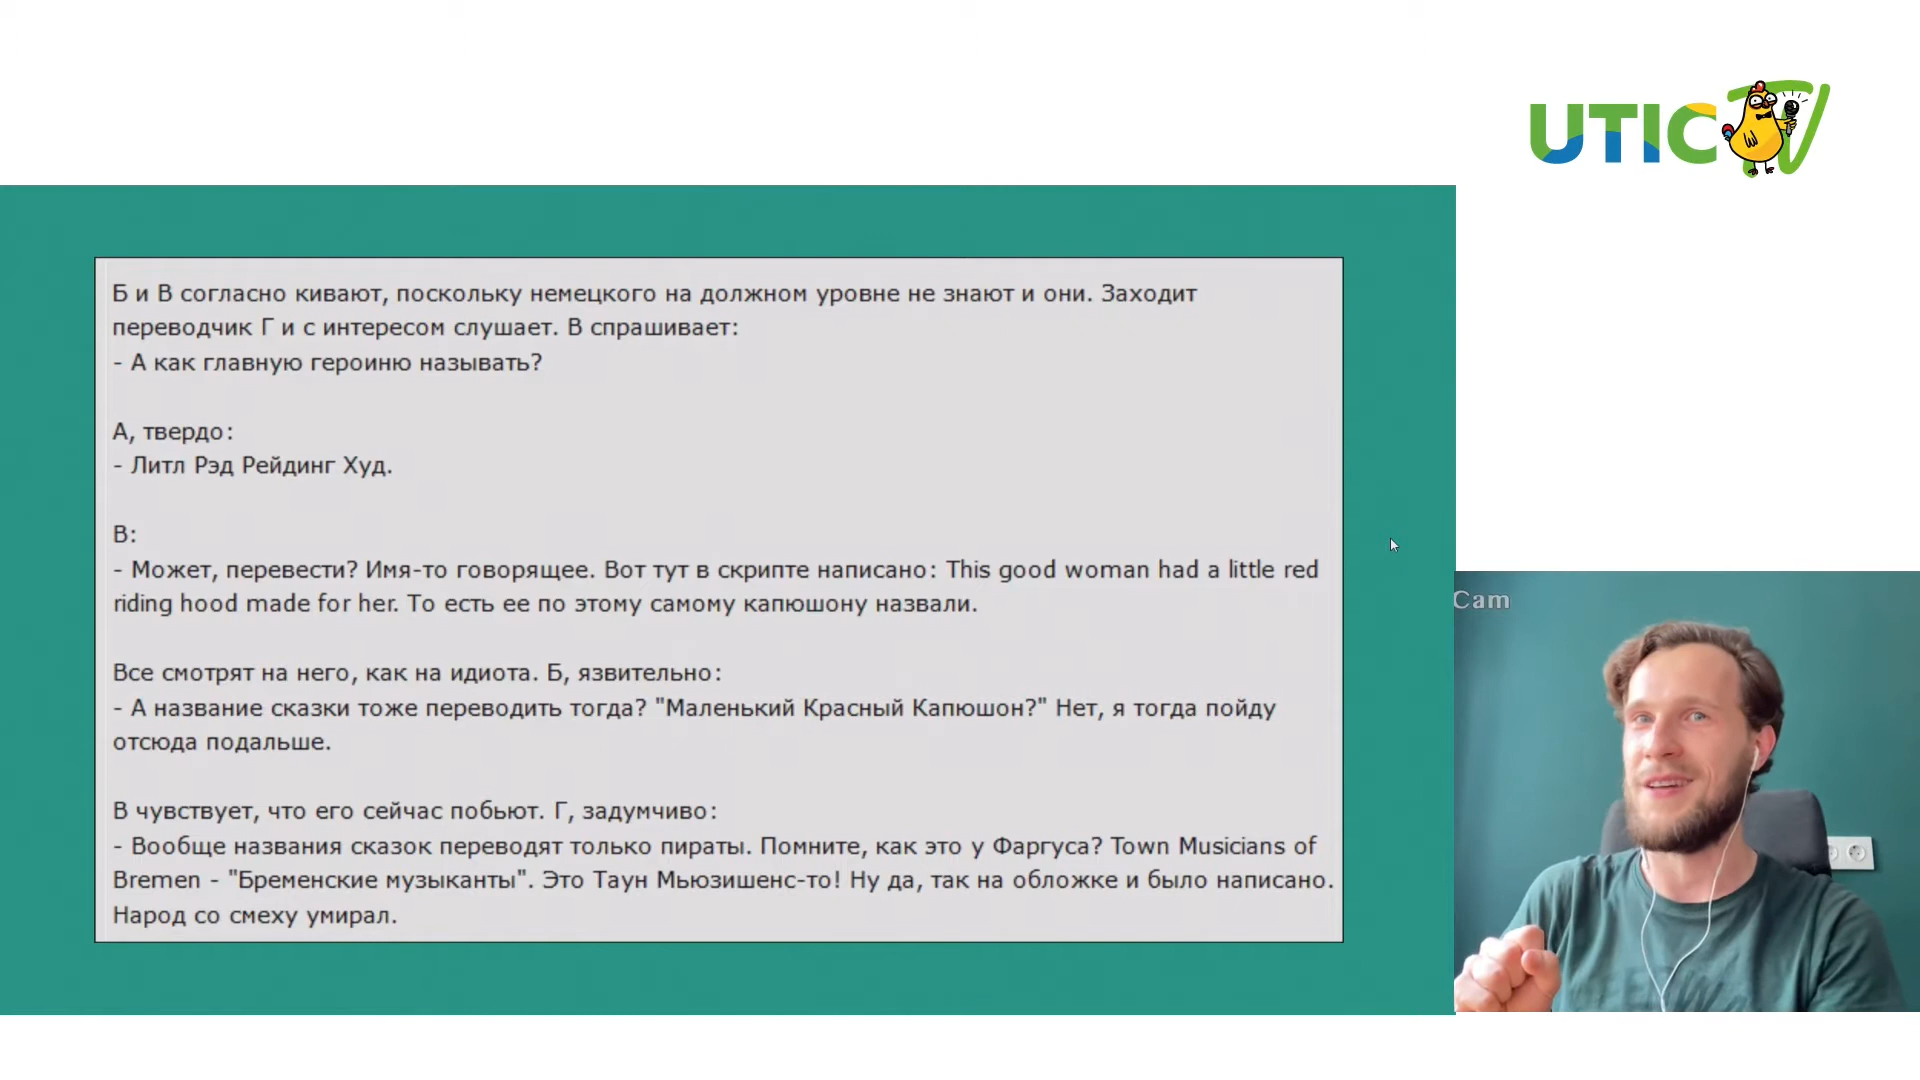 UTIC TV
Б и В согласно кивают, поскольку немецкого на должном уровне не знают и они. Заходит
переводчик Г и с интересом слушает. В спрашивает:
- А как главную героиню называть?
А, твердо:
- Литл Рэд Рейдинг Худ.
В:
- Может, перевести? Имя-то говорящее. Вот тут в скрипте написано: This good woman had a little red
riding hood made for her. То есть ее по этому самому капюшону назвали.
Все смотрят на него, как на идиота. Б, язвительно:
- А название сказки тоже переводить тогда? "Маленький Красный Капюшон?" Нет, я тогда пойду
отсюда подальше.
В чувствует, что его сейчас побьют. Г, задумчиво:
- Вообще названия сказок переводят только пираты. Помните, как это у Фаргуса? Town Musicians of
Bremen - "Бременские музыканты". Это Таун Мьюзишенс-то! Ну да, так на обложке и было написано.
Народ со смеху умирал.
Cam